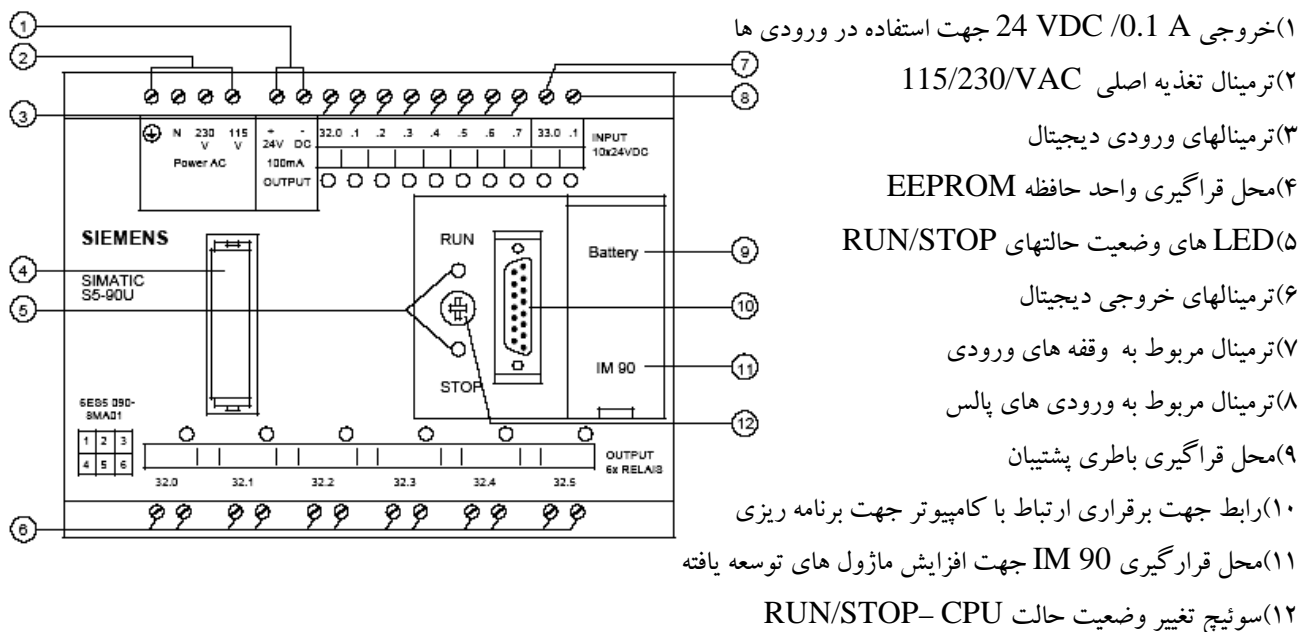 ۱)خروجی 24 VDC /0.1 A جهت استفاده در ورودی ها
۲)ترمینال تغذیه اصلی 115/230/VAC
۳)ترمینالهای ورودی دیجیتال
۴)محل قراگیری واحد حافظه EEPROM
۵)LED های وضعیت حالتهای RUN/STOP
۶)ترمینالهای خروجی دیجیتال
۷)ترمینال مربوط به وقفه های ورودی
۸)ترمینال مربوط به ورودی های پالس
۹)محل قراگیری باطری پشتیبان
۱۰)رابط جهت برقراری ارتباط با کامپیوتر جهت برنامه ریزی
۱۱)محل قرارگیری IM 90 جهت افزایش ماژول های توسعه یافته
۱۲)سوئیچ تغییر وضعیت حالت RUN/STOP– CPU
1
2
3
4
5
6
7
8
9
10
11
12
N 230 V 115 V
Power AC
+ 24V - DC
100mA
OUTPUT
32.0 .1 .2 .3 .4 .5 .6 .7 33.0 .1
INPUT
10x24VDC
SIEMENS
SIMATIC
S5-90U
RUN
STOP
Battery
IM 90
6ES5 090-
8MA01
1 2 3
4 5 6
32.0 32.1 32.2 32.3 32.4 32.5
OUTPUT
6x RELAIS